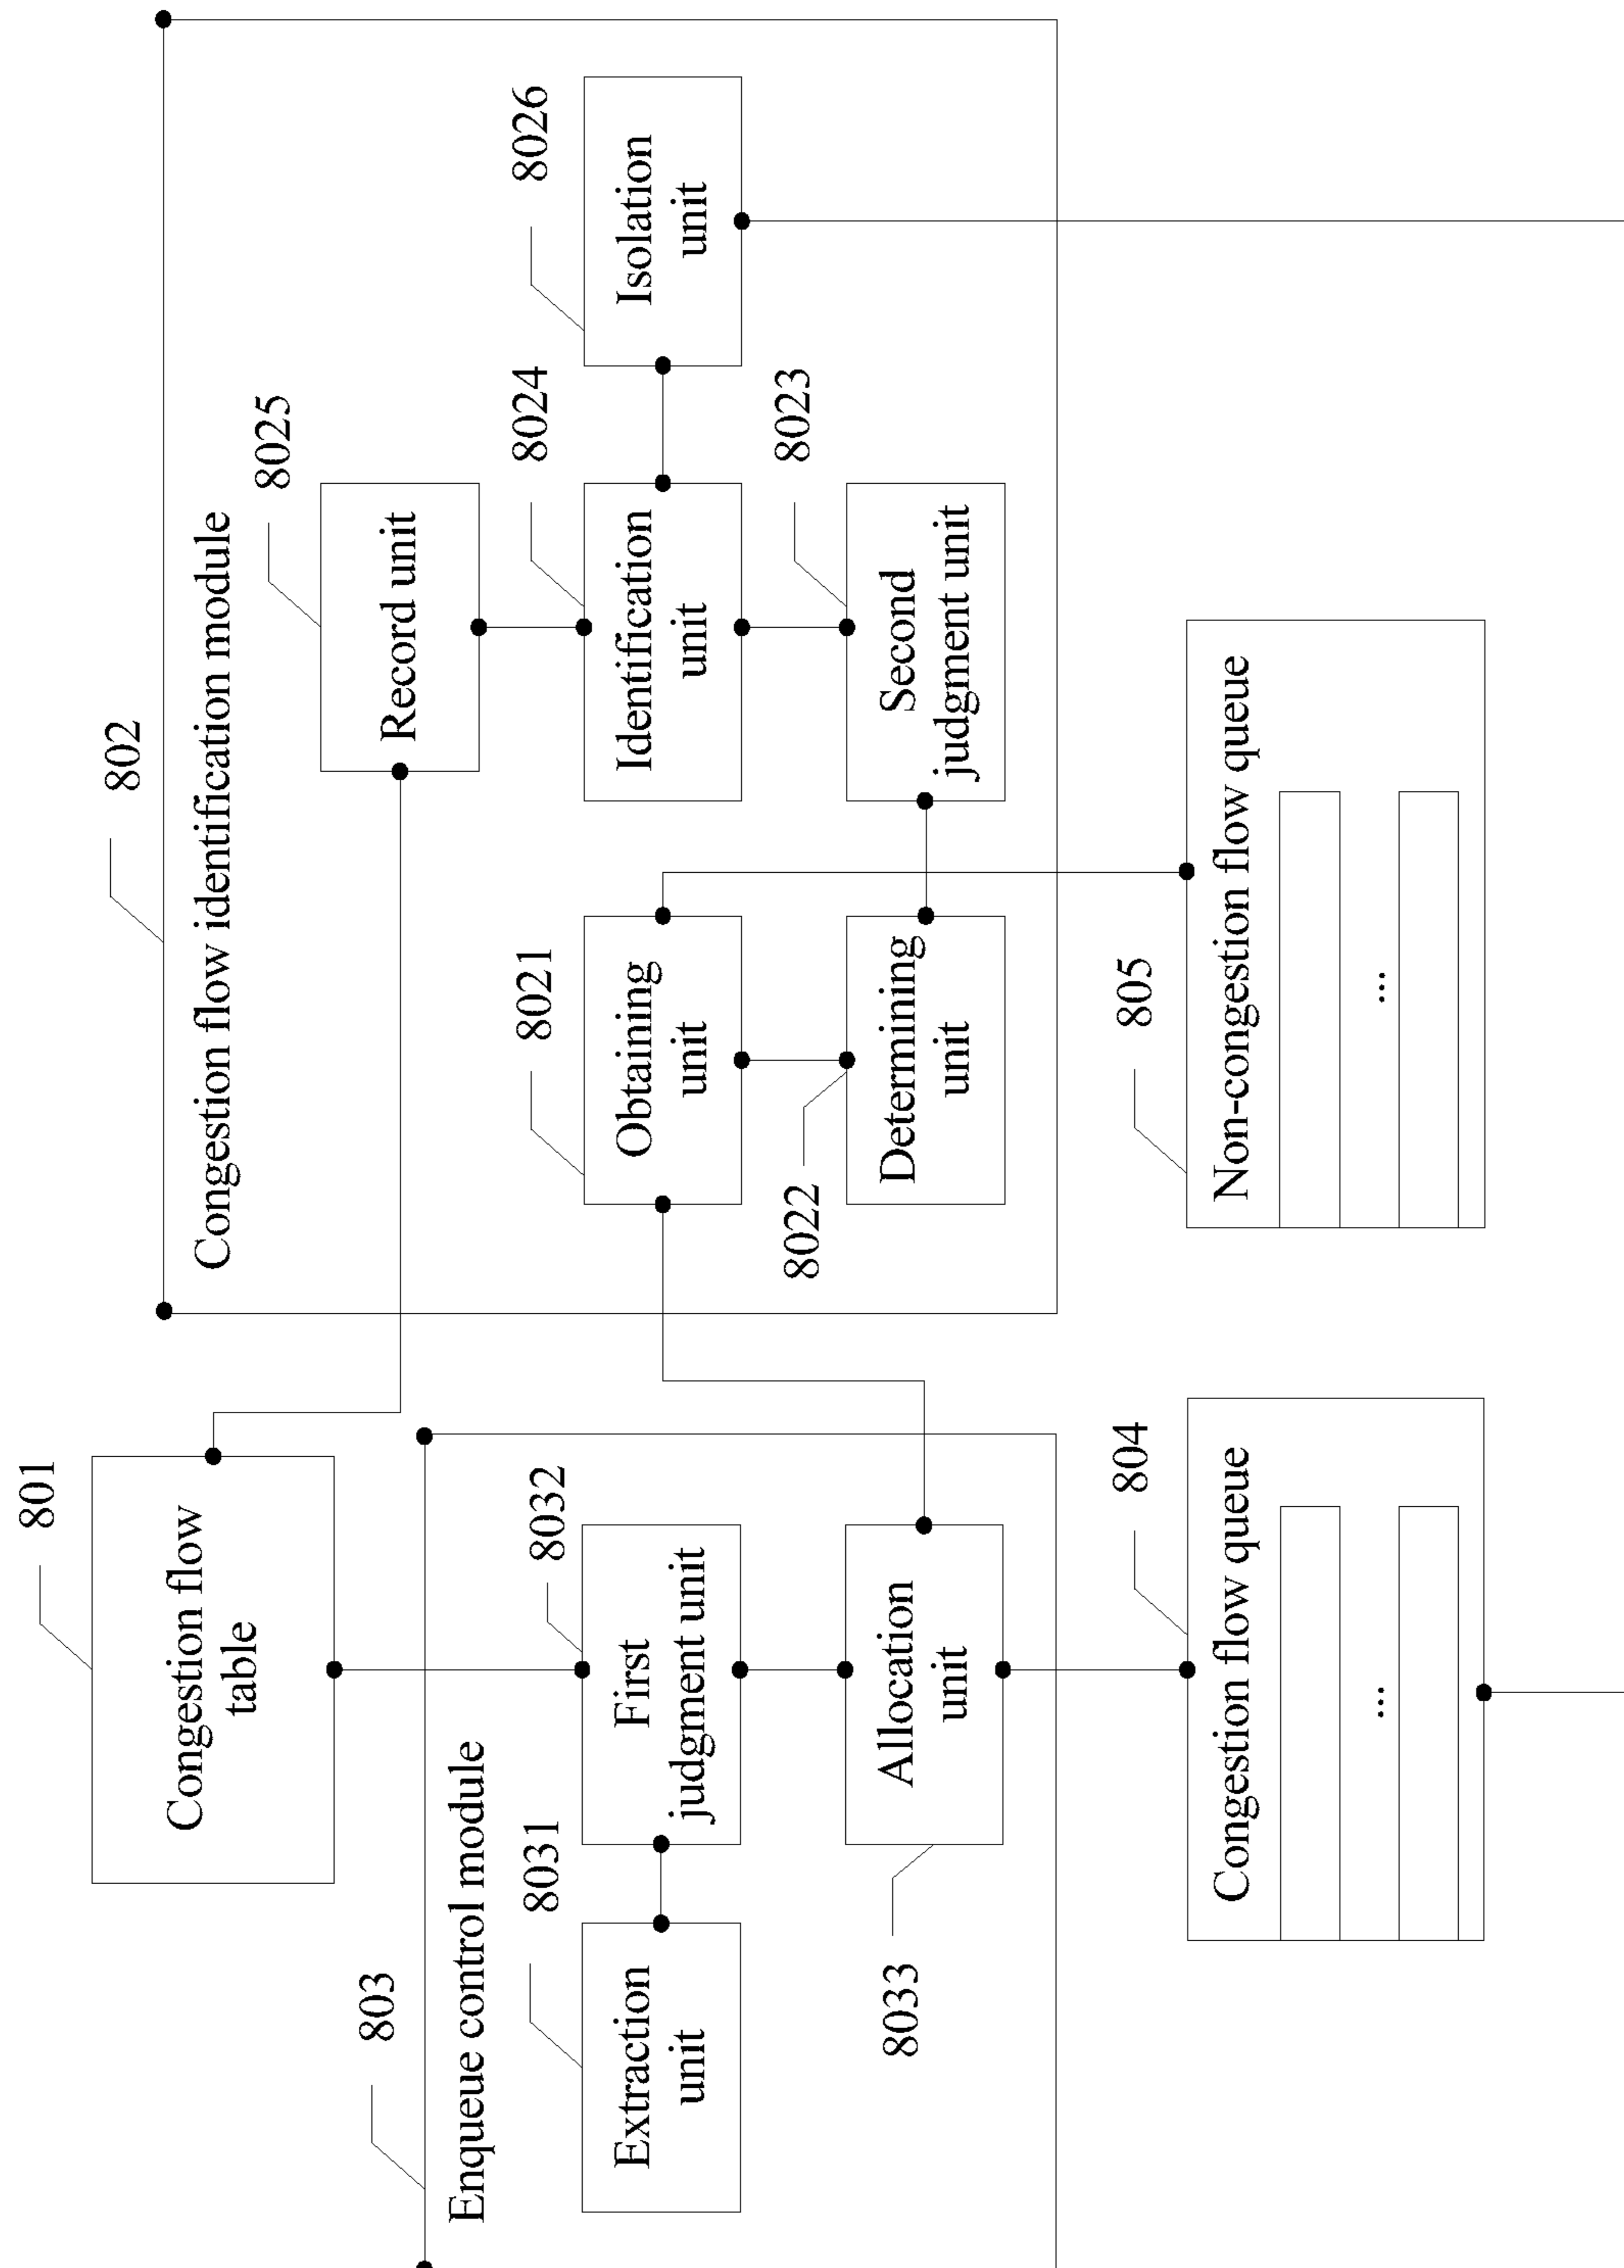 801
Congestion flow
table
802
Congestion flow identification module
8025
Record unit
803
Enqueue control module
8031
Extraction
unit
8032
First
judgment unit
8021
Obtaining
unit
8024
Identification
unit
8026
Isolation
unit
8033
Allocation
unit
8022
Determining
unit
8023
Second
judgment unit
804
Congestion flow queue
...
805
Non-congestion flow queue
...